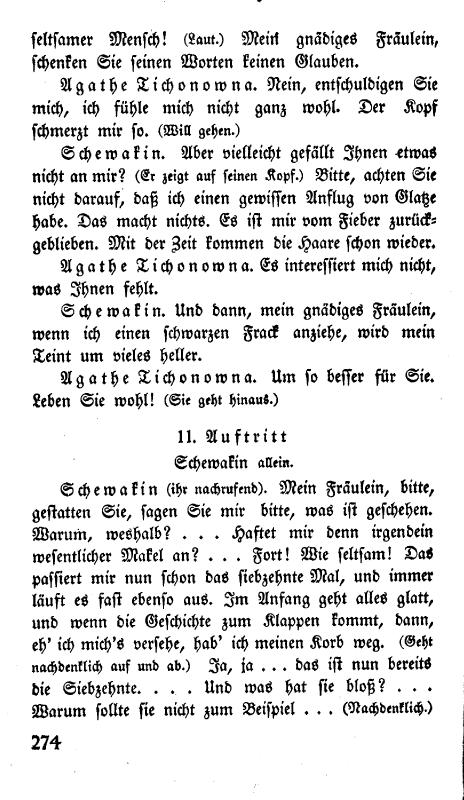 seltsamer Mensch! (Laut.) Mein gnädiges Fräulein,
schenken Sie seinen Worten keinen Glauben.
Agathe Tichonowna. Nein, entschuldigen Sie
mich, ich fühle mich nicht ganz wohl. Der Kopf
schmerzt mir so. (Will gehen.)
Schewakin. Aber vielleicht gefällt Ihnen etwas
nicht an mir? (Er zeigt auf seinen Kopf.) Bitte, achten Sie
nicht darauf, daß ich einen gewissen Anflug von Glatze
habe. Das macht nichts. Es ist mir vom Fieber zurück-
geblieben. Mit der Zeit kommen die Haare schon wieder.
Agathe Tichonowna. Es interessiert mich nicht,
was Ihnen fehlt.
Schewakin. Und dann, mein gnädiges Fräulein,
wenn ich einen schwarzen Frack anziehe, wird mein
Teint um vieles heller.
Agathe Tichonowna. Um so besser für Sie.
Leben Sie wohl! (Sie geht hinaus.)
11. Auftritt
Schewakin allein.
Schewakin (ihr nachrufend). Mein Fräulein, bitte,
gestatten Sie, sagen Sie mir bitte, was ist geschehen.
Warum, weshalb? . . . Haftet mir denn irgendein
wesentlicher Makel an? . . . Fort! Wie seltsam! Das
passiert mir nun schon das siebzehnte Mal, und immer
läuft es fast ebenso aus. Im Anfang geht alles glatt,
und wenn die Geschichte zum Klappen kommt, dann,
eh' ich mich's versehe, hab' ich meinen Korb weg. (Geht
nachdenklich auf und ab.) Ja, ja . . . das ist nun bereits
die Siebzehnte. . . . Und was hat sie bloß? . . .
Warum sollte sie nicht zum Beispiel . . . (Nachdenklich.)
274